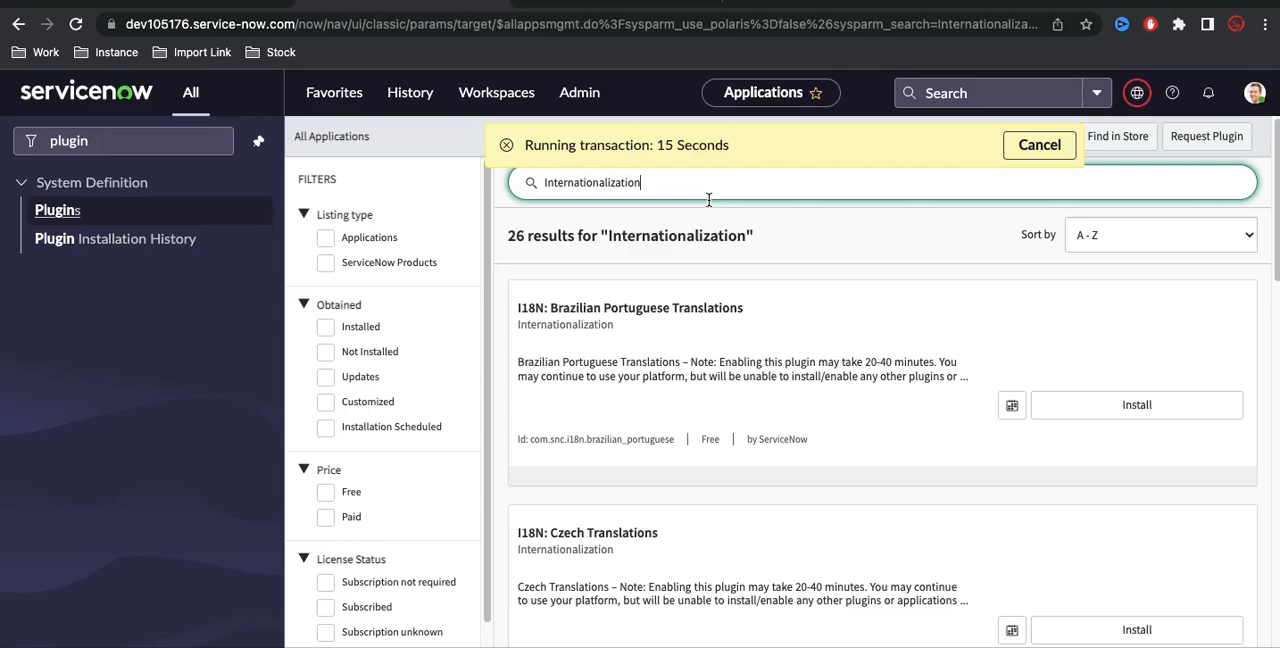 dev105176.service-now.com/now/nav/ui/classic/params/target/$allappsmgmt.do%3Fsysparm_use_polaris%3Dfalse%26sysparm_search=Internationaliza...
Work Instance Import Link Stock
servicenow All Favorites History Workspaces Admin Applications Search
plugin
All Applications
Running transaction: 15 Seconds Cancel
Find in Store Request Plugin
System Definition
Plugins
Plugin Installation History
FILTERS
Listing type
Applications
ServiceNow Products
Obtained
Installed
Not Installed
Updates
Customized
Installation Scheduled
Price
Free
Paid
License Status
Subscription not required
Subscribed
Subscription unknown
Internationalization
26 results for "Internationalization" Sort by A - Z
I18N: Brazilian Portuguese Translations
Internationalization
Brazilian Portuguese Translations – Note: Enabling this plugin may take 20-40 minutes. You
may continue to use your platform, but will be unable to install/enable any other plugins or ...
Install
Id: com.snc.i18n.brazilian_portuguese | Free | by ServiceNow
I18N: Czech Translations
Internationalization
Czech Translations – Note: Enabling this plugin may take 20-40 minutes. You may continue
to use your platform, but will be unable to install/enable any other plugins or applications ...
Install